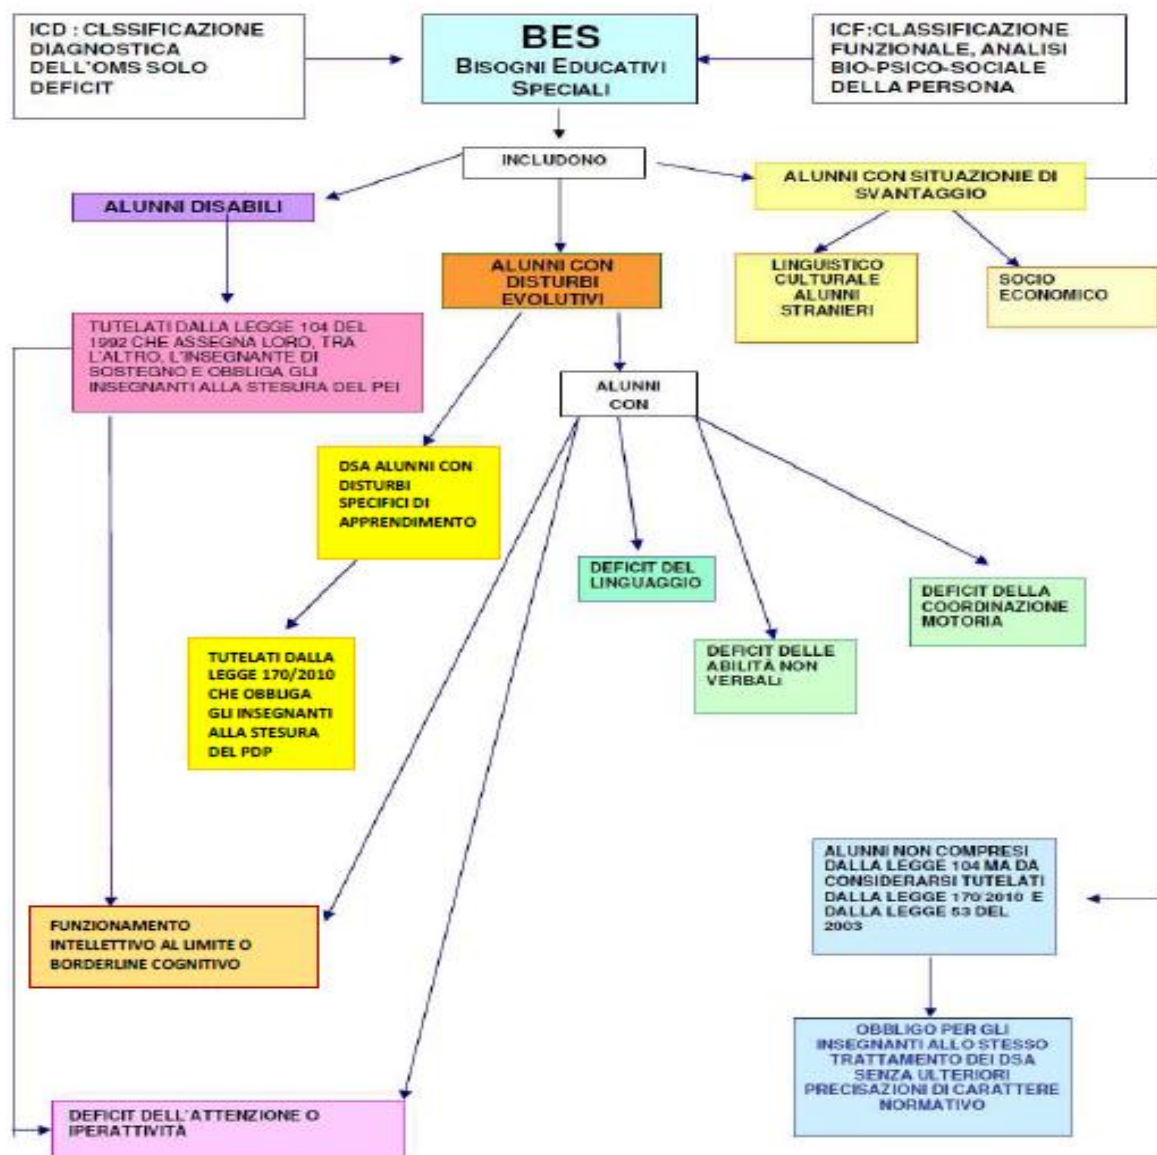 ICD : CLSSIFICAZIONE
DIAGNOSTICA
DELL'OMS SOLO
DEFICIT
BES
BISOGNI EDUCATIVI
SPECIALI
ICF:CLASSIFICAZIONE
FUNZIONALE, ANALISI
BIO-PSICO-SOCIALE
DELLA PERSONA
INCLUDONO
ALUNNI DISABILI
ALUNNI CON SITUAZIONIE DI
SVANTAGGIO
ALUNNI CON
DISTURBI
EVOLUTIVI
LINGUISTICO
CULTURALE
ALUNNI
STRANIERI
SOCIO
ECONOMICO
TUTELATI DALLA LEGGE 104 DEL
1992 CHE ASSEGNA LORO, TRA
L'ALTRO, L'INSEGNANTE DI
SOSTEGNO E OBBLIGA GLI
INSEGNANTI ALLA STESURA DEL PEI
ALUNNI
CON
DSA ALUNNI CON
DISTURBI
SPECIFICI DI
APPRENDIMENTO
DEFICIT DEL
LINGUAGGIO
DEFICIT DELLA
COORDINAZIONE
MOTORIA
DEFICIT DELLE
ABILITÀ NON
VERBALI
TUTELATI DALLA
LEGGE 170/2010
CHE OBBLIGA
GLI INSEGNANTI
ALLA STESURA
DEL PDP
ALUNNI NON COMPRESI
DALLA LEGGE 104 MA DA
CONSIDERARSI TUTELATI
DALLA LEGGE 170/2010 E
DALLA LEGGE 53 DEL
2003
FUNZIONAMENTO
INTELLETTIVO AL LIMITE O
BORDERLINE COGNITIVO
OBBLIGO PER GLI
INSEGNANTI ALLO STESSO
TRATTAMENTO DEI DSA
SENZA ULTERIORI
PRECISAZIONI DI CARATTERE
NORMATIVO
DEFICIT DELL'ATTENZIONE O
IPERATTIVITÀ